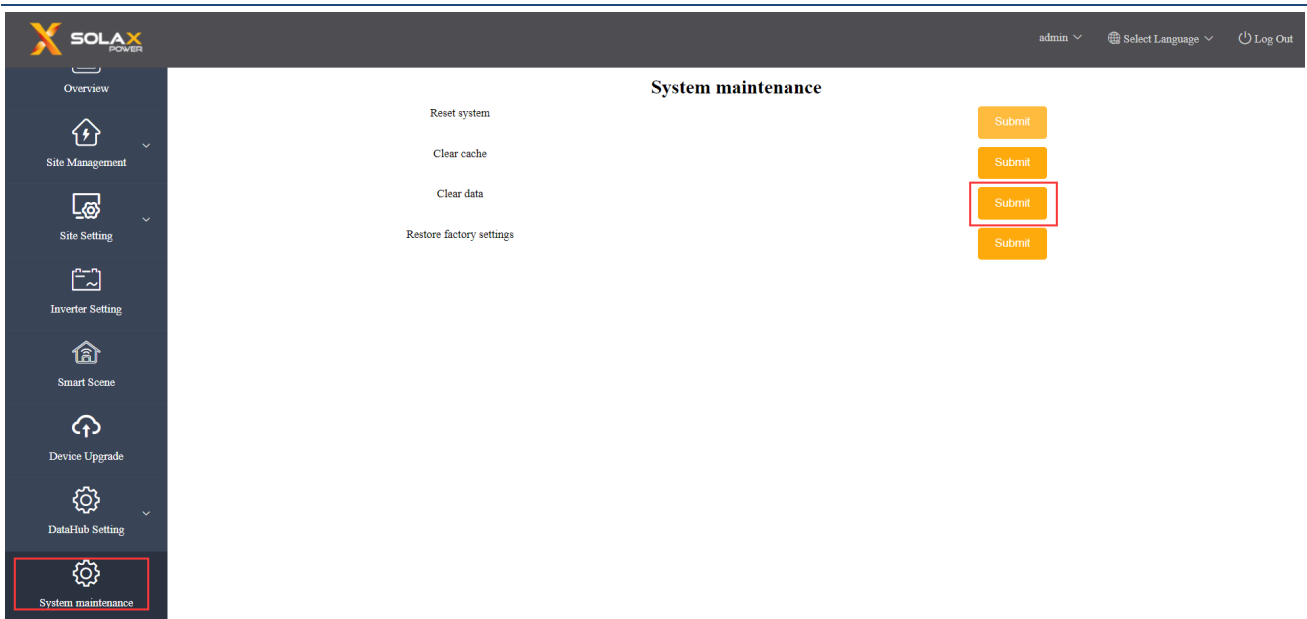 SOLAX
POWER
admin
Select Language
Log Out
Overview
Site Management
Site Setting
Inverter Setting
Smart Scene
Device Upgrade
DataHub Setting
System maintenance
System maintenance
Reset system
Submit
Clear cache
Submit
Clear data
Submit
Restore factory settings
Submit